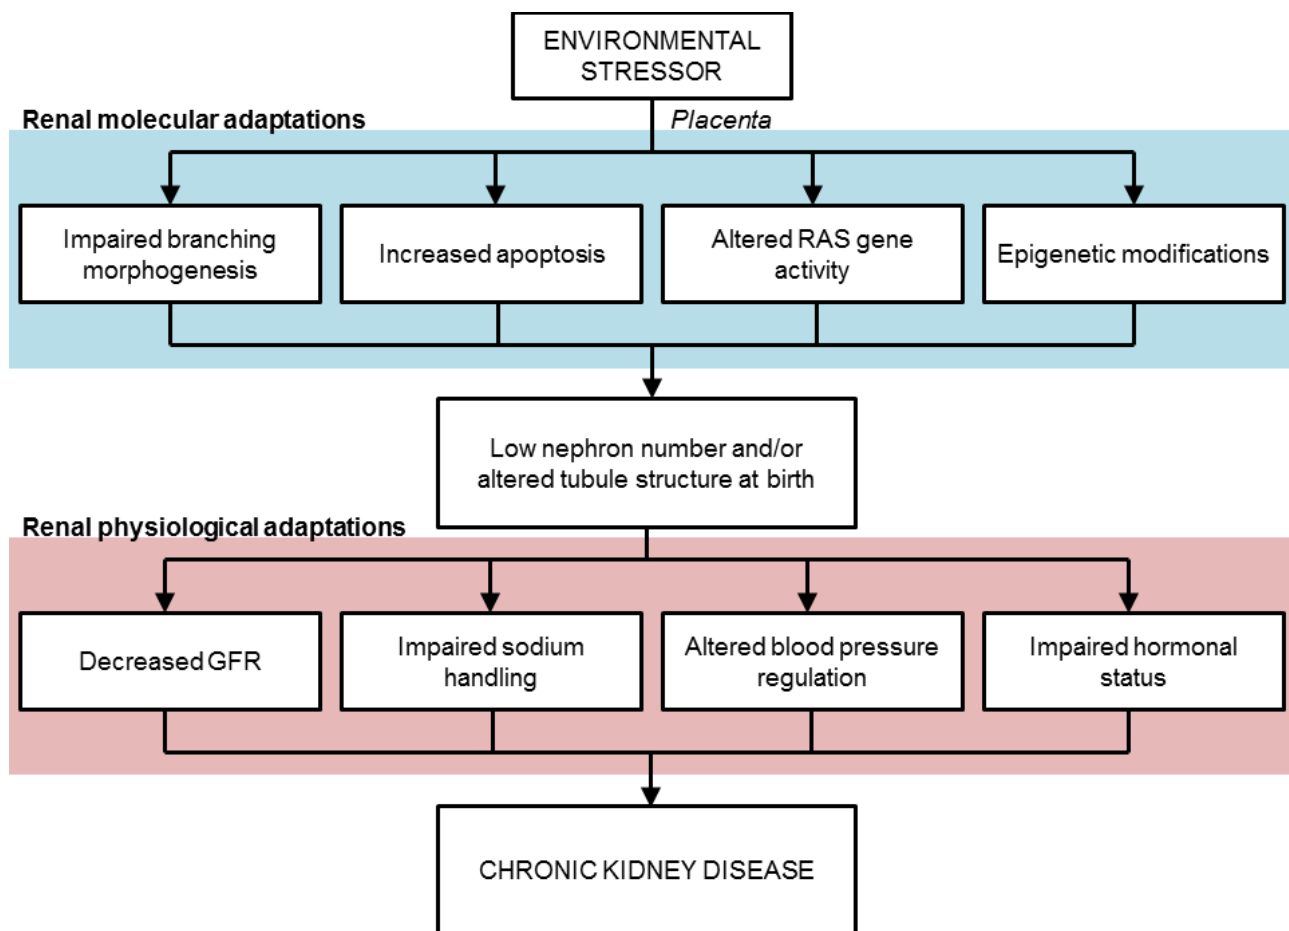 ENVIRONMENTAL
STRESSOR
Renal molecular adaptations
Placenta
Impaired branching
morphogenesis
Increased apoptosis
Altered RAS gene
activity
Epigenetic modifications
Low nephron number and/or
altered tubule structure at birth
Renal physiological adaptations
Decreased GFR
Impaired sodium
handling
Altered blood pressure
regulation
Impaired hormonal
status
CHRONIC KIDNEY DISEASE